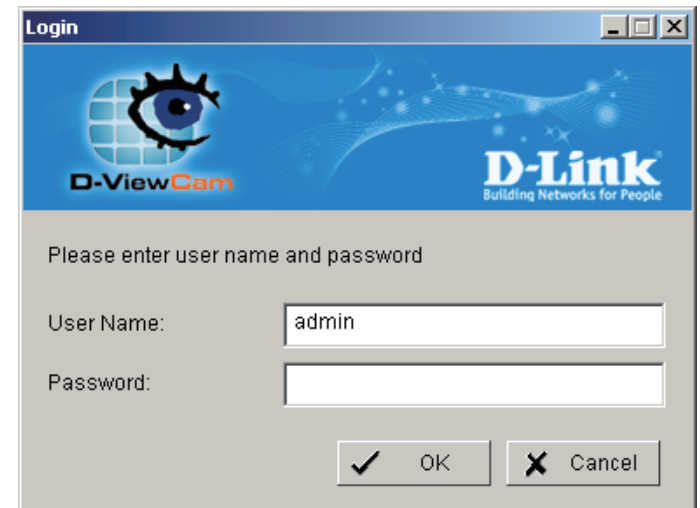 Login
D-ViewCam
D-Link
Building Networks for People
Please enter user name and password
User Name:
admin
Password:
OK
Cancel